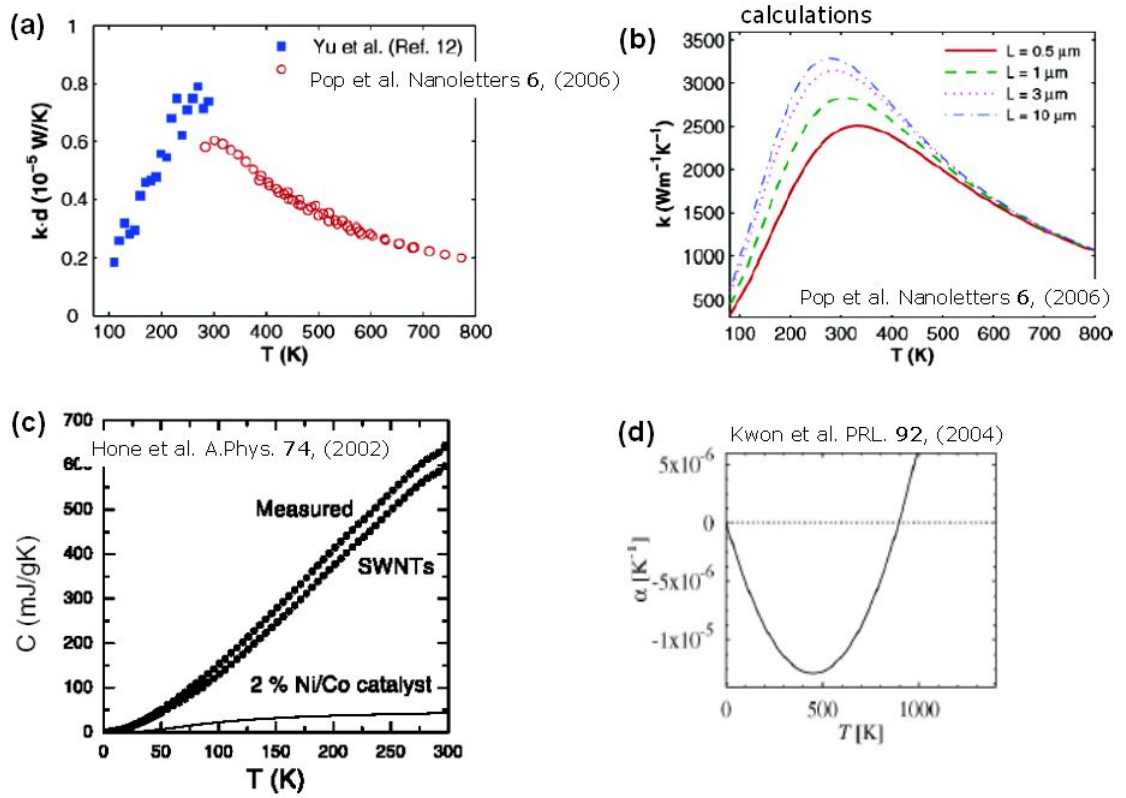 (a)
k·d (10⁻⁵ W/K)
1
0.8
0.6
0.4
0.2
0
Yu et al. (Ref. 12)
Pop et al. Nanoletters 6, (2006)
100 200 300 400 500 600 700 800
T (K)
calculations
(b)
k (Wm⁻¹K⁻¹)
3500
3000
2500
2000
1500
1000
500
L = 0.5 μm
L = 1 μm
L = 3 μm
L = 10 μm
Pop et al. Nanoletters 6, (2006)
100 200 300 400 500 600 700 800
T (K)
(c)
C (mJ/gK)
700
Hone et al. A.Phys. 74, (2002)
600
500
400
300
200
100
0
Measured
SWNTs
2 % Ni/Co catalyst
0 50 100 150 200 250 300
T (K)
(d)
Kwon et al. PRL. 92, (2004)
α [K⁻¹]
5x10⁻⁶
0
-5x10⁻⁶
-1x10⁻⁵
0 500 1000
T [K]